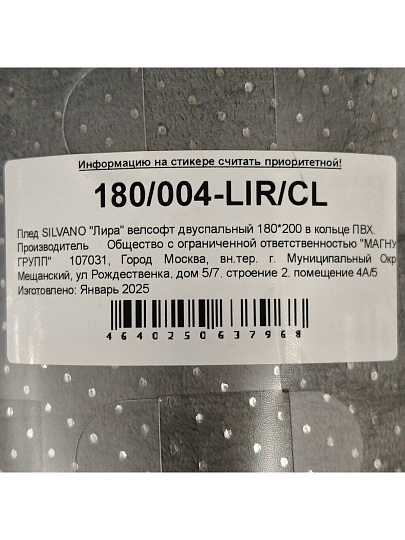 Информацию на стикере считать приоритетной!
180/004-LIR/CL
Плед SILVANO "Лира" велсофт двуспальный 180*200 в кольце ПВХ.
Производитель Общество с ограниченной ответственностью "МАГНУ
ГРУПП" 107031, Город Москва, вн.тер. г. Муниципальный Окр
Мещанский, ул Рождественка, дом 5/7. строение 2. помещение 4А/5
Изготовлено: Январь 2025
4640250637968